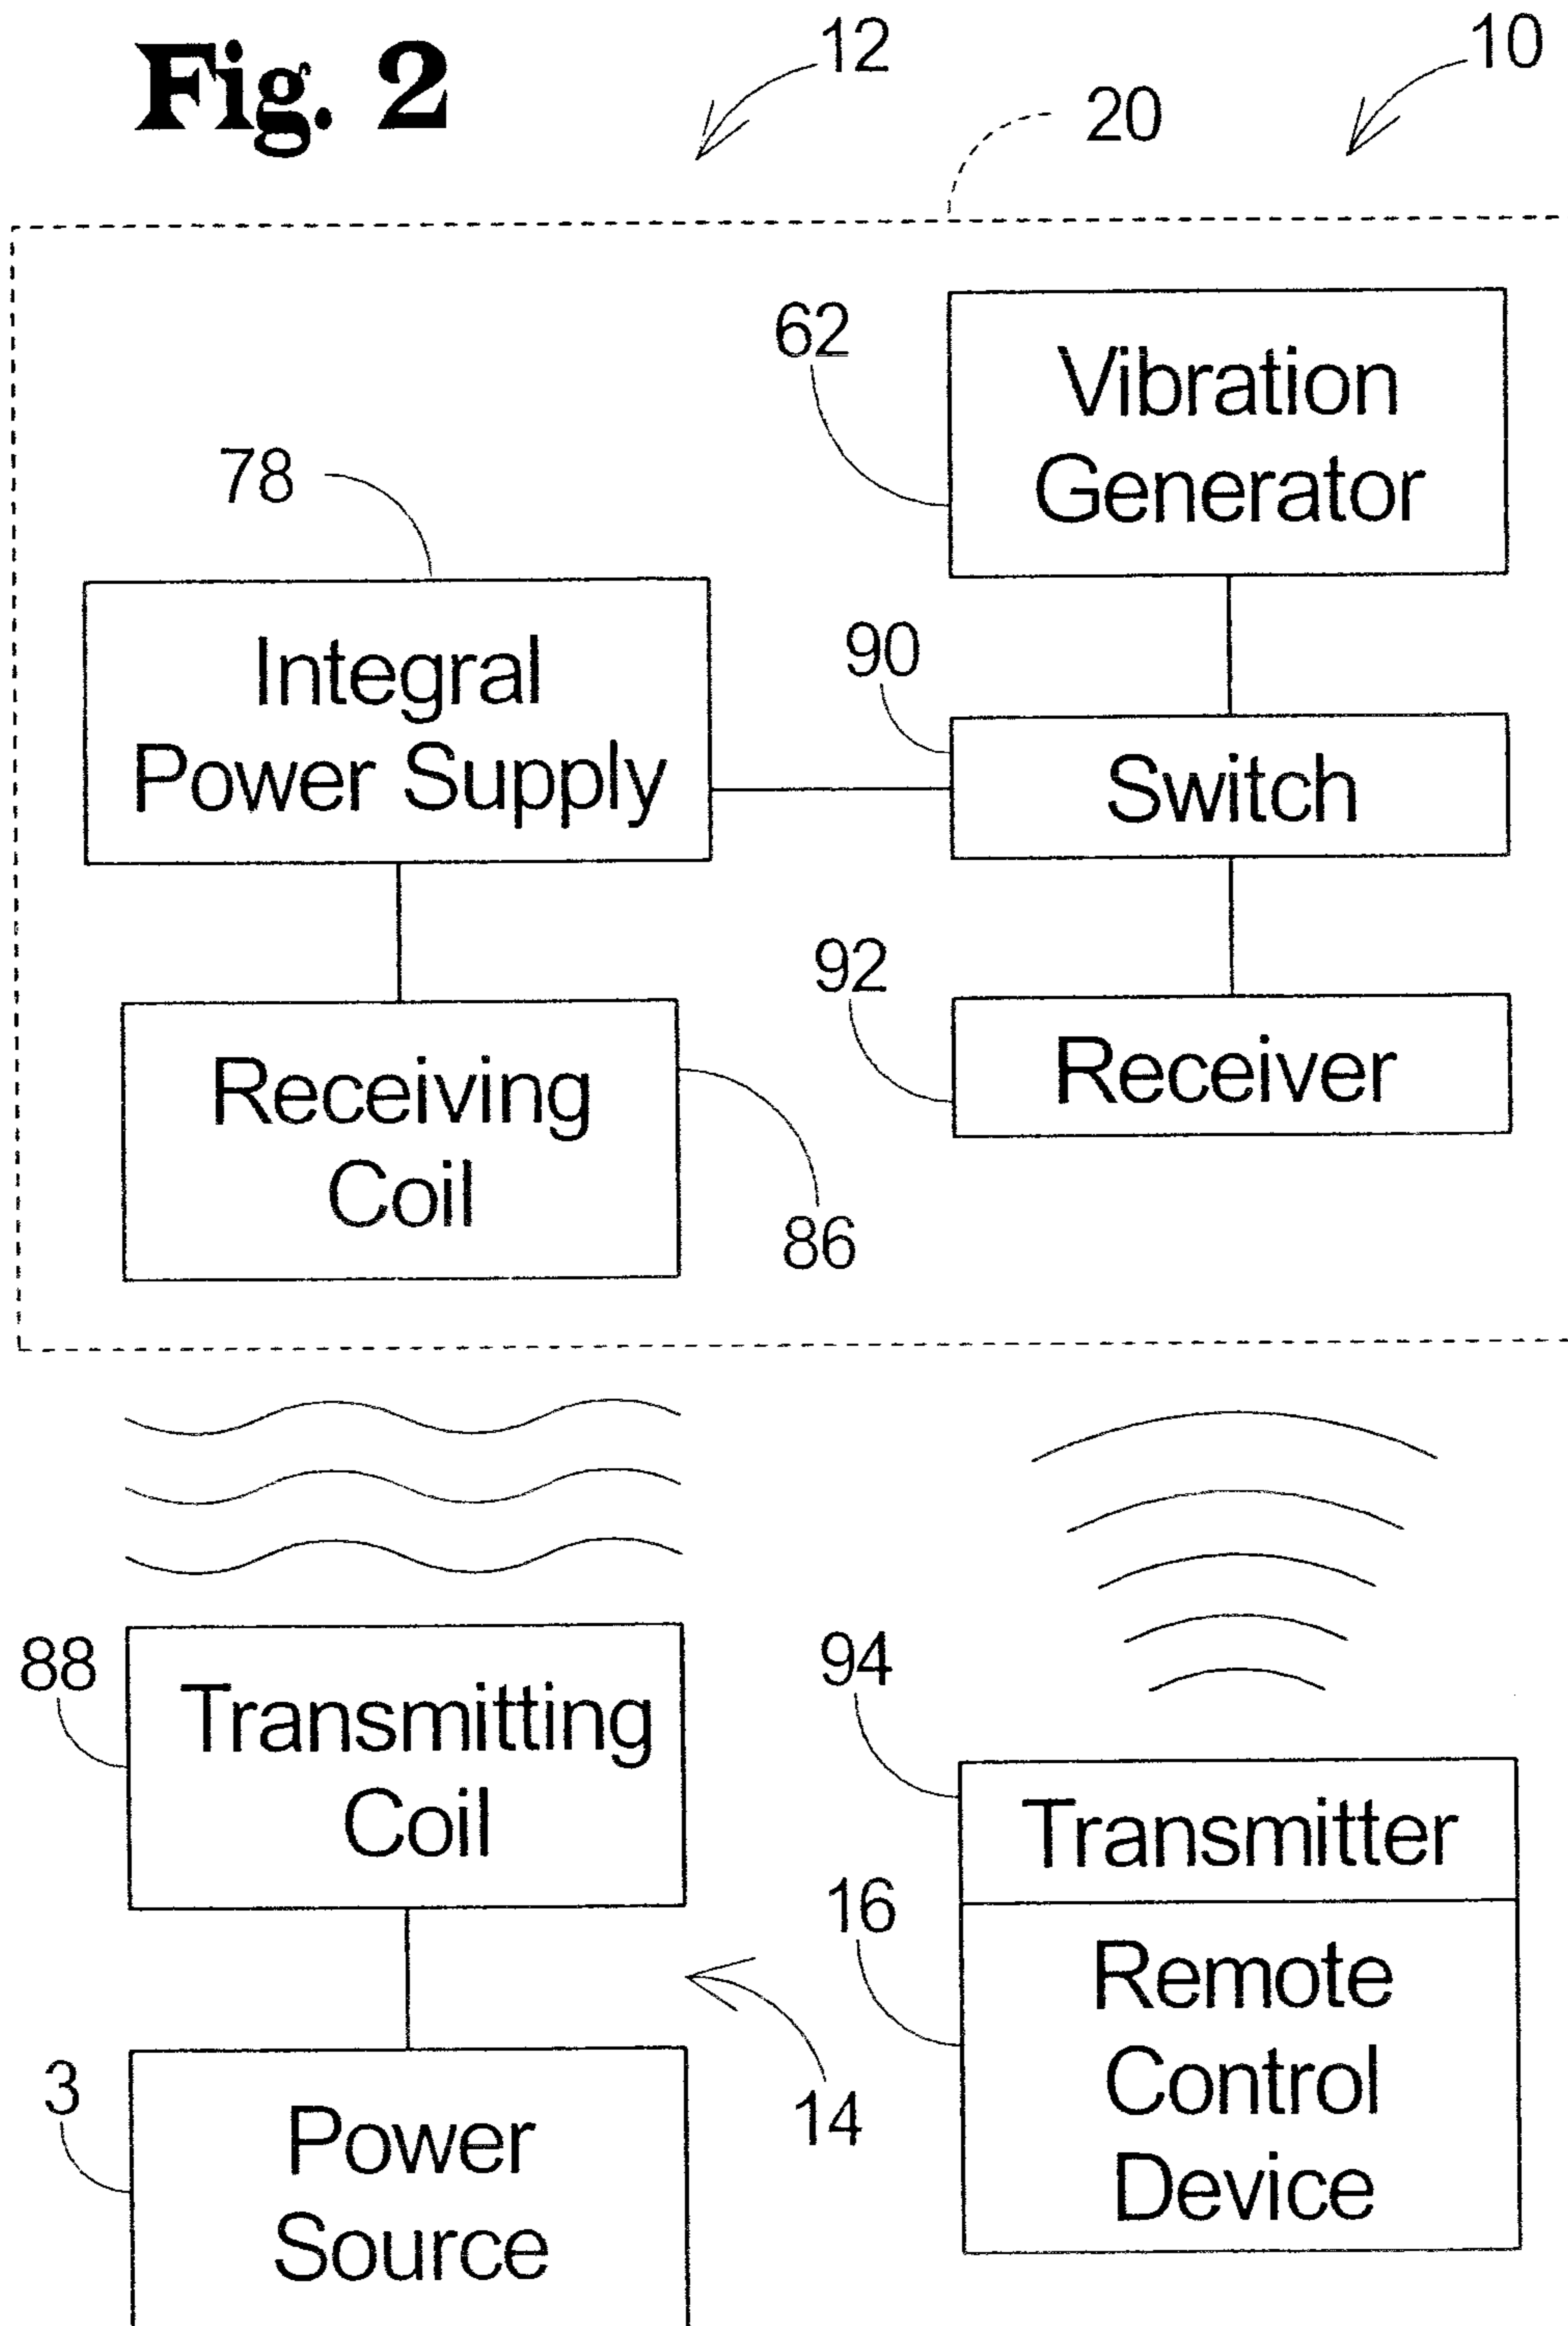 Fig. 2
12
10
20
62
Vibration
Generator
78
Integral
Power Supply
90
Switch
92
Receiver
Receiving
Coil
86
88
Transmitting
Coil
94
Transmitter
16
Remote
Control
Device
14
3
Power
Source